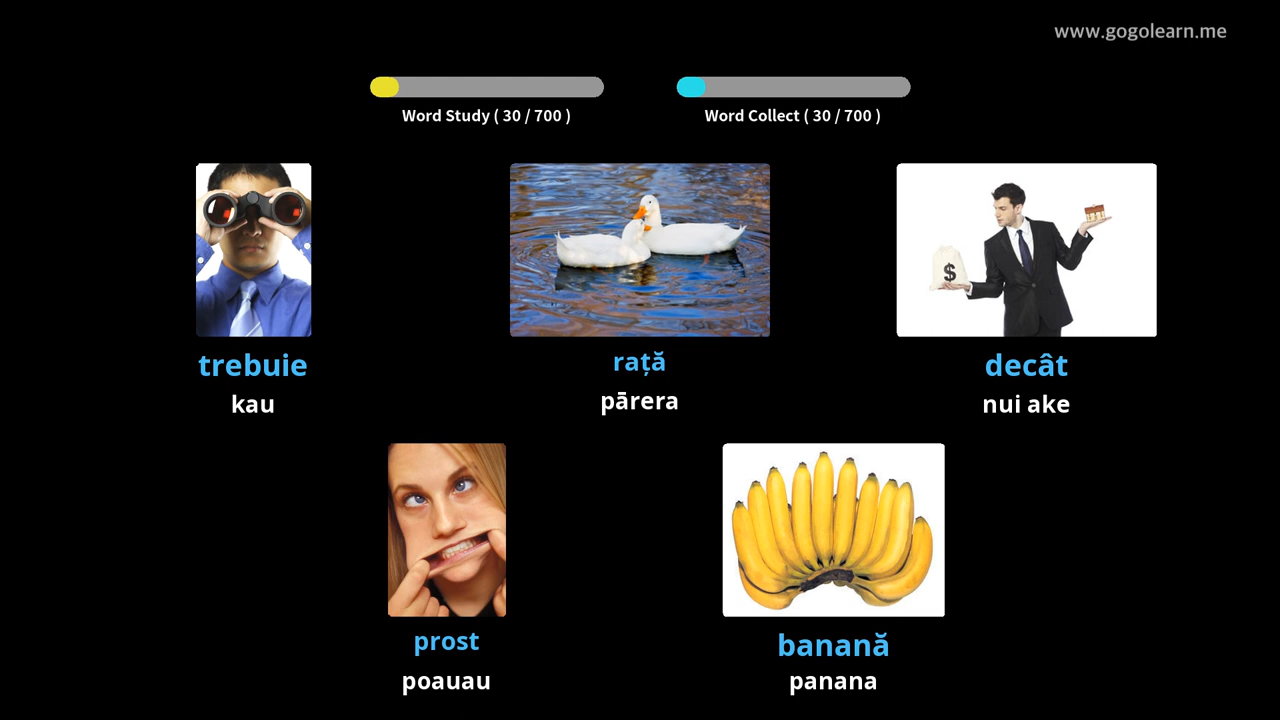 www.gogolearn.me
Word Study ( 30 / 700 )
Word Collect ( 30 / 700 )
trebuie
kau
rață
pārera
decât
nui ake
$
prost
poauau
banană
panana